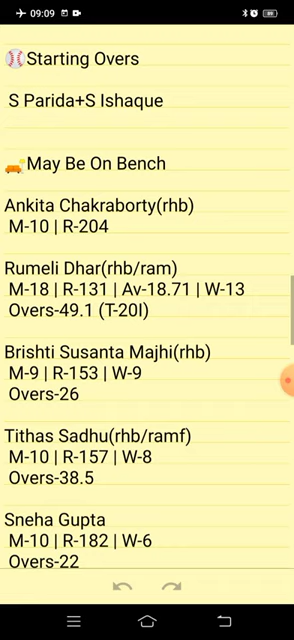 09:09
Starting Overs
S Parida+S Ishaque
May Be On Bench
Ankita Chakraborty(rhb)
M-10 | R-204
Rumeli Dhar(rhb/ram)
M-18 | R-131 | Av-18.71 | W-13
Overs-49.1 (T-20I)
Brishti Susanta Majhi(rhb)
M-9 | R-153 | W-9
Overs-26
Tithas Sadhu(rhb/ramf)
M-10 | R-157 | W-8
Overs-38.5
Sneha Gupta
M-10 | R-182 | W-6
Overs-22